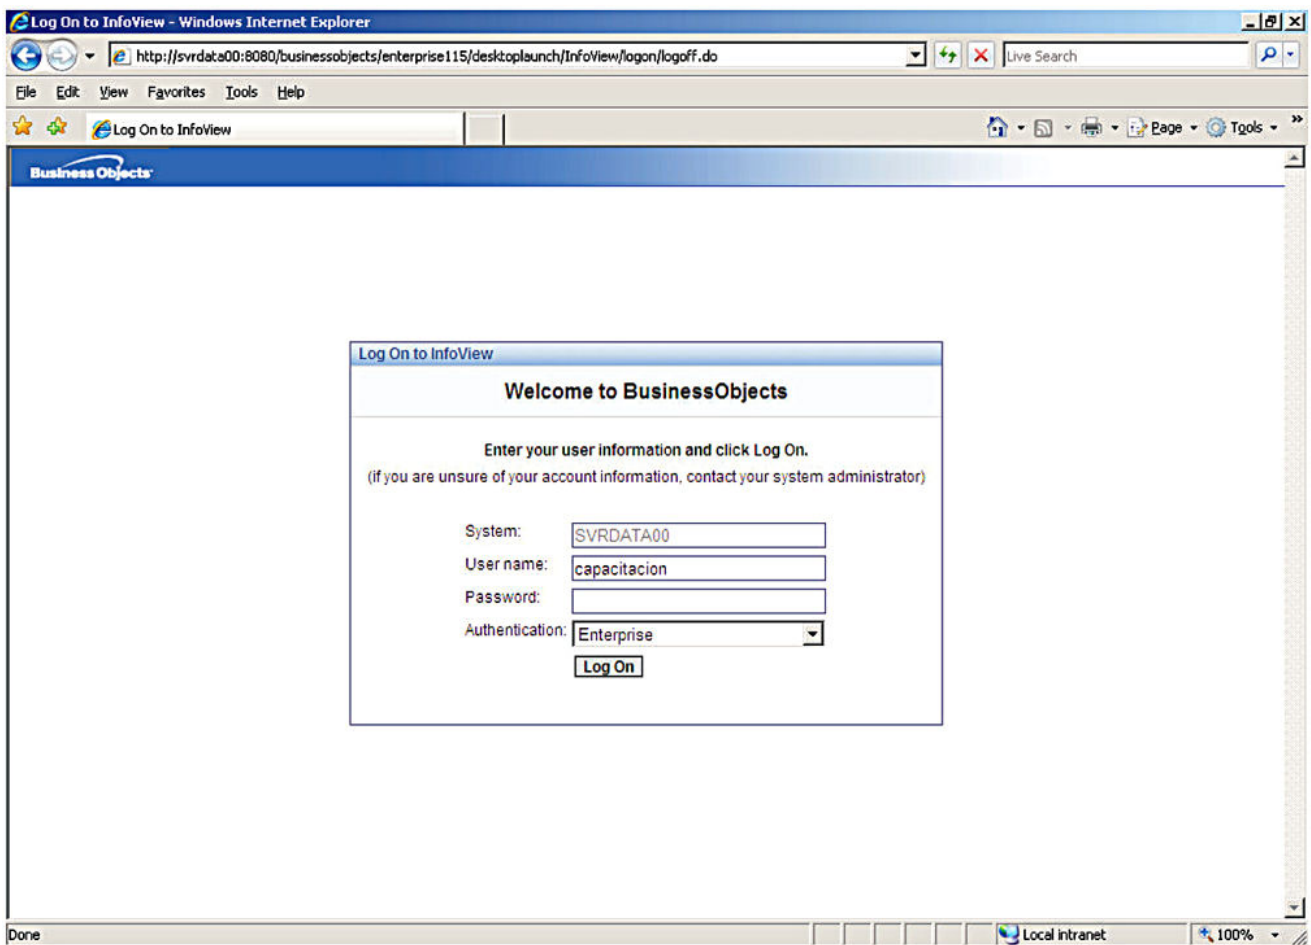 Log On to InfoView - Windows Internet Explorer
http://svrdata00:8080/businessobjects/enterprise115/desktoplaunch/InfoView/logon/logoff.do
Live Search
File Edit View Favorites Tools Help
Log On to InfoView
Page Tools
Business Objects
Log On to InfoView
Welcome to BusinessObjects
Enter your user information and click Log On.
(if you are unsure of your account information, contact your system administrator)
System: SVRDATA00
User name: capacitacion
Password:
Authentication: Enterprise
Log On
Done Local intranet 100%